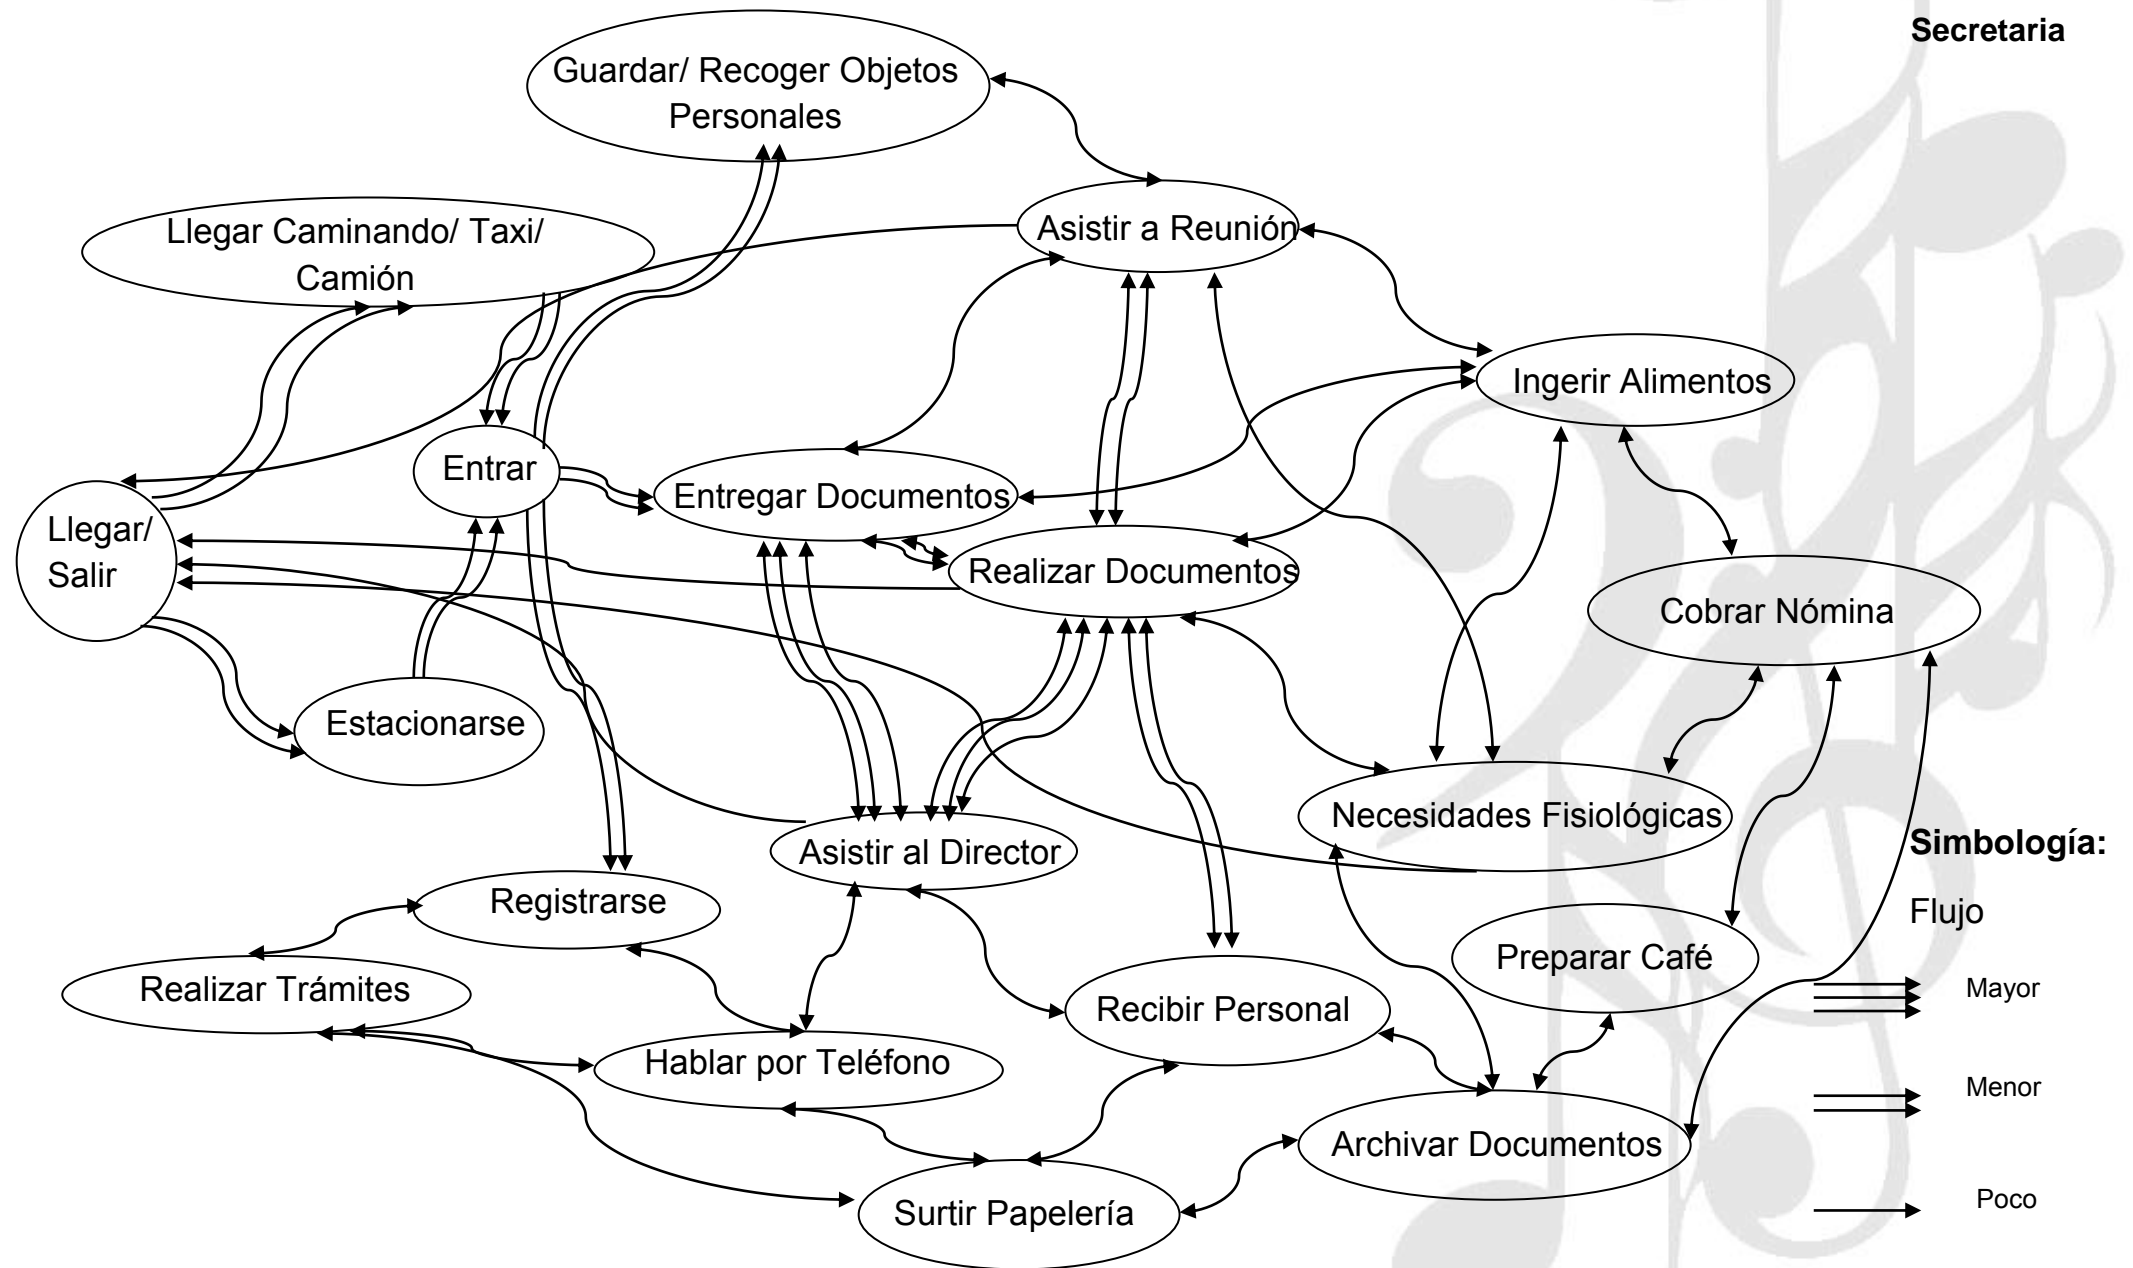 Secretaria
Guardar/ Recoger Objetos
Personales
Llegar Caminando/ Taxi/
Camión
Asistir a Reunión
Ingerir Alimentos
Entrar
Entregar Documentos
Llegar/
Salir
Realizar Documentos
Cobrar Nómina
Estacionarse
Necesidades Fisiológicas
Asistir al Director
Simbología:
Registrarse
Flujo
Preparar Café
Realizar Trámites
Mayor
Recibir Personal
Hablar por Teléfono
Menor
Archivar Documentos
Surtir Papelería
Poco